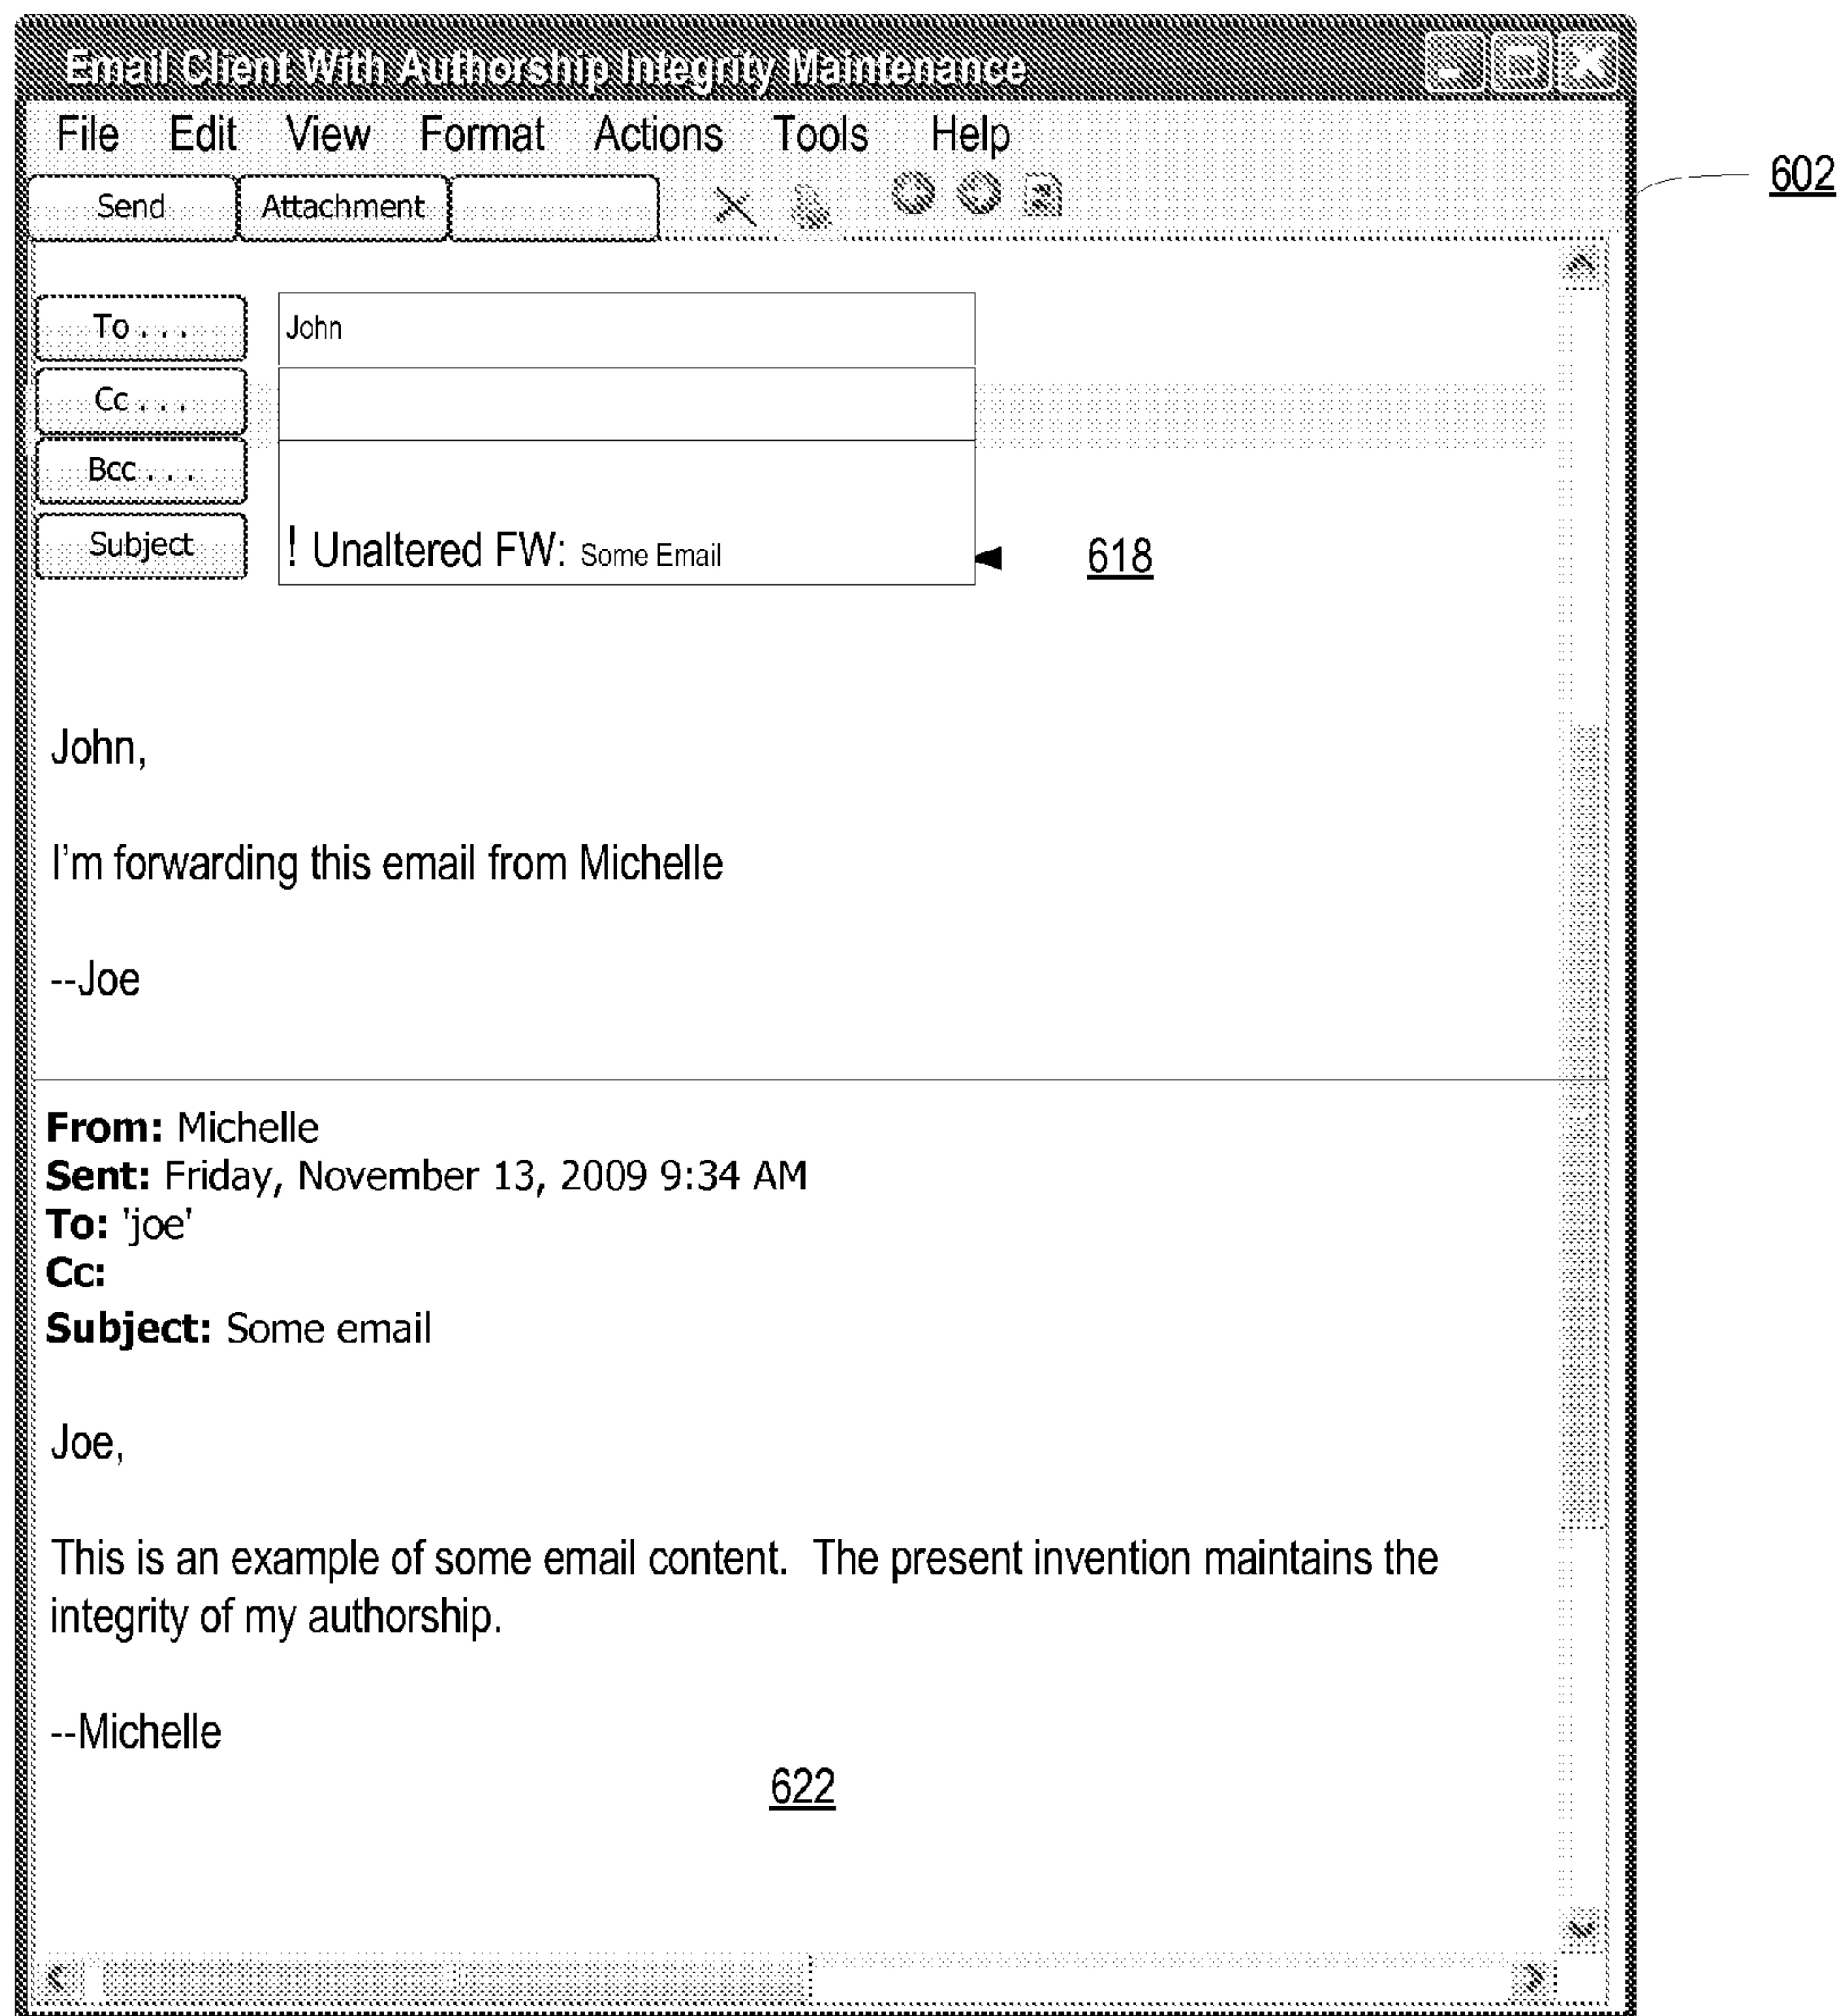 Email Client With Authorship Integrity Maintenance
File Edit View Format Actions Tools Help
602
Send Attachment
To . . . John
Cc . . .
Bcc . . .
Subject ! Unaltered FW: Some Email 618
John,
I'm forwarding this email from Michelle
--Joe
From: Michelle
Sent: Friday, November 13, 2009 9:34 AM
To: 'joe'
Cc:
Subject: Some email
Joe,
This is an example of some email content. The present invention maintains the
integrity of my authorship.
--Michelle
622